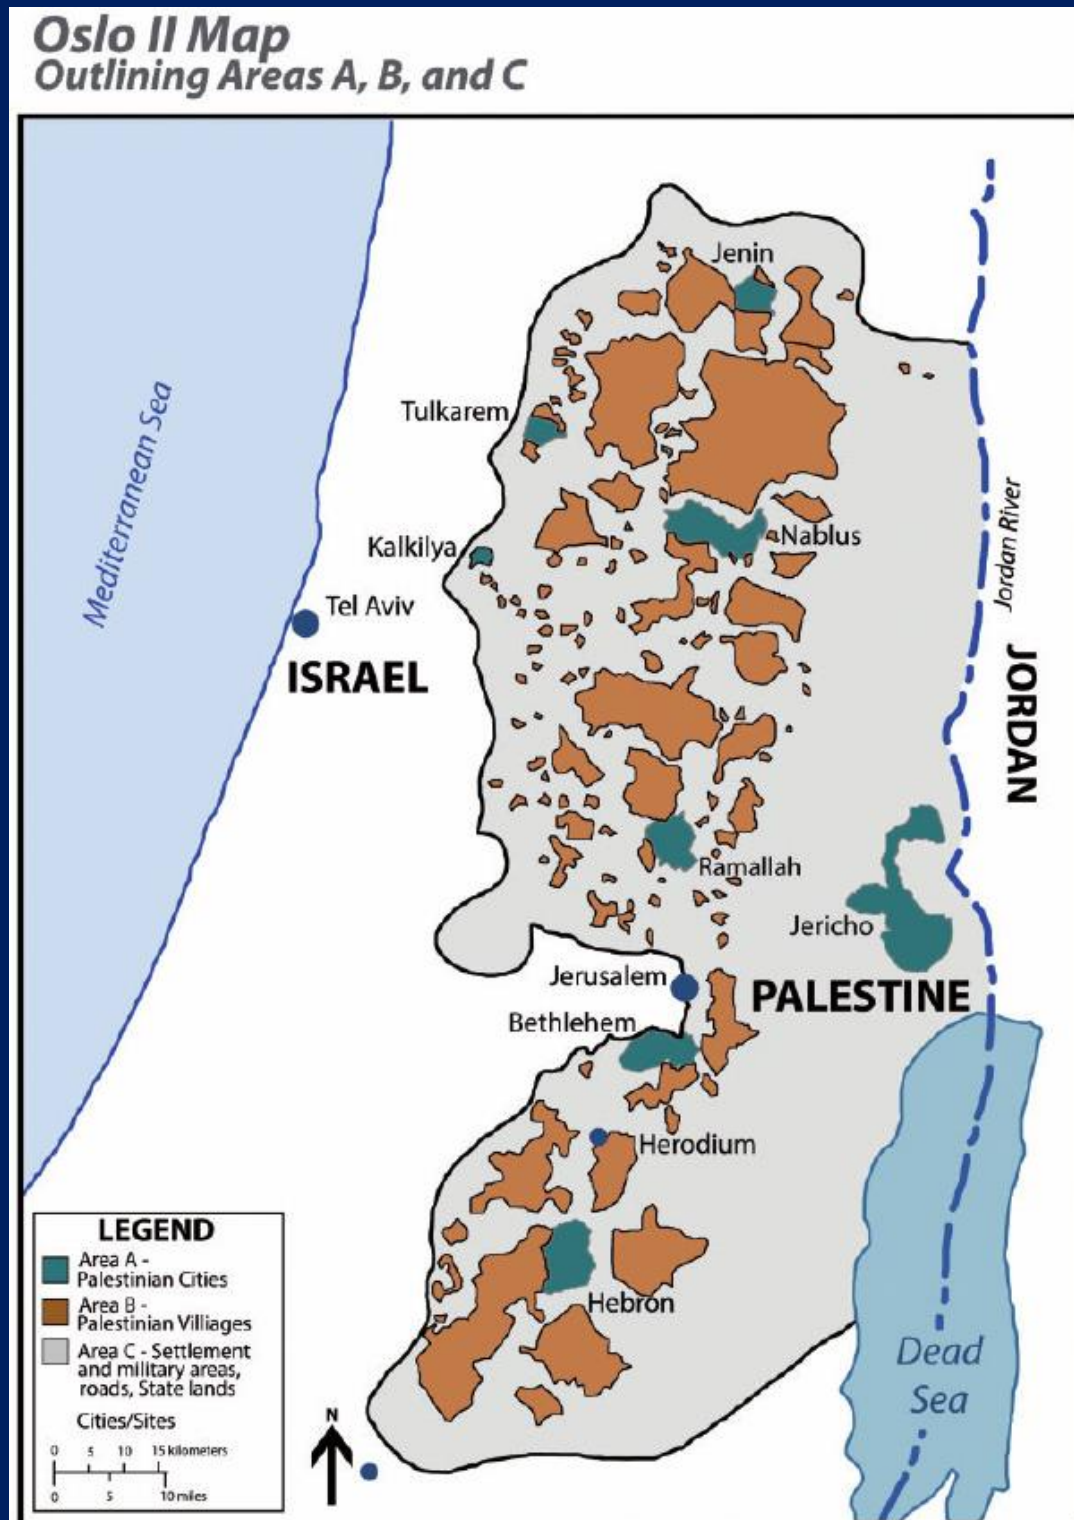 Oslo II Map
Outlining Areas A, B, and C
Jenin
Tulkarem
Mediterranean Sea
Jordan River
Kalkilya
Nablus
Tel Aviv
ISRAEL
JORDAN
Ramallah
Jericho
Jerusalem
PALESTINE
Bethlehem
Herodium
Hebron
Dead
Sea
LEGEND
Area A -
Palestinian Cities
Area B -
Palestinian Villiages
Area C - Settlement
and military areas,
roads, State lands
Cities/Sites
0 5 10 15 kilometers
0 5 10 miles
N